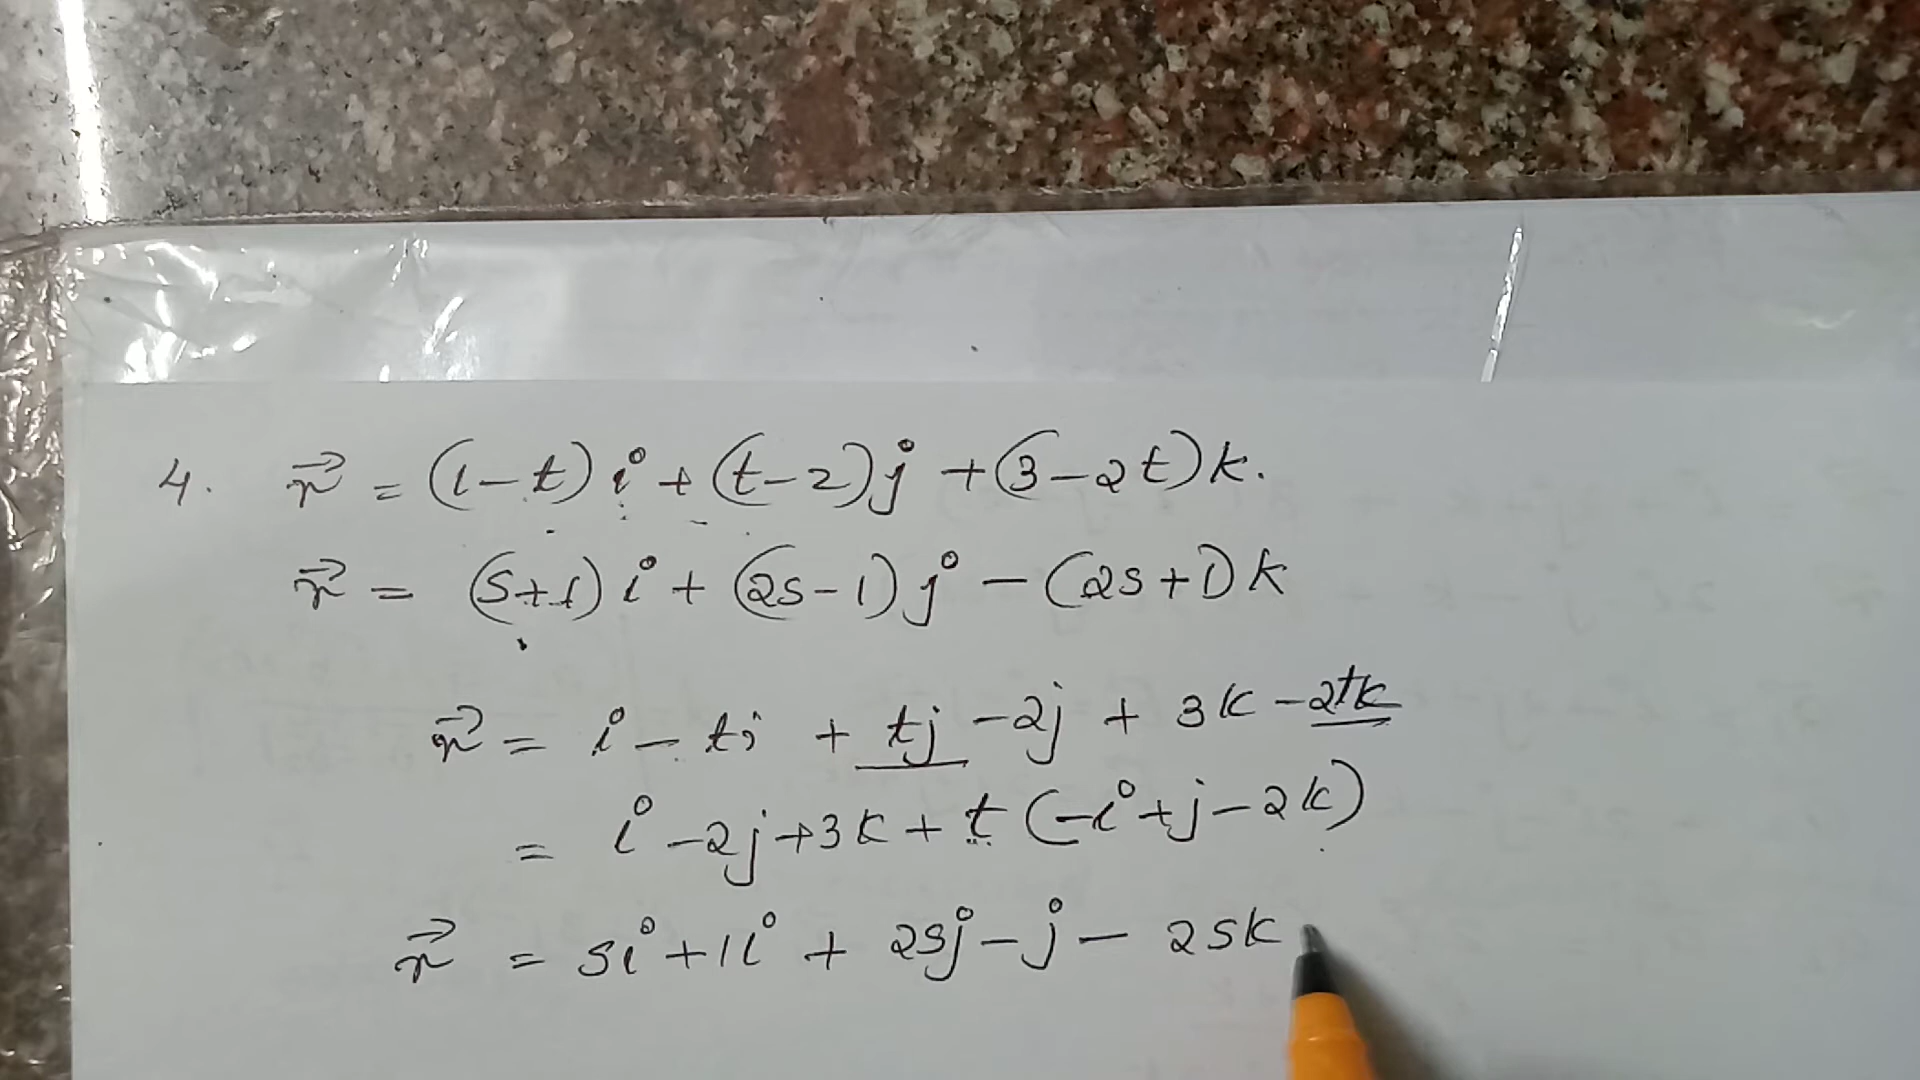 4. r⃗ = (1-t) i + (t-2) j + (3-2t) k.
r⃗ = (s+1) i + (2s-1) j - (2s+1) k
r⃗ = i - ti + tj - 2j + 3k - 2tk
= i - 2j + 3k + t (-i + j - 2k)
r⃗ = si + 1i + 2sj - j - 2sk